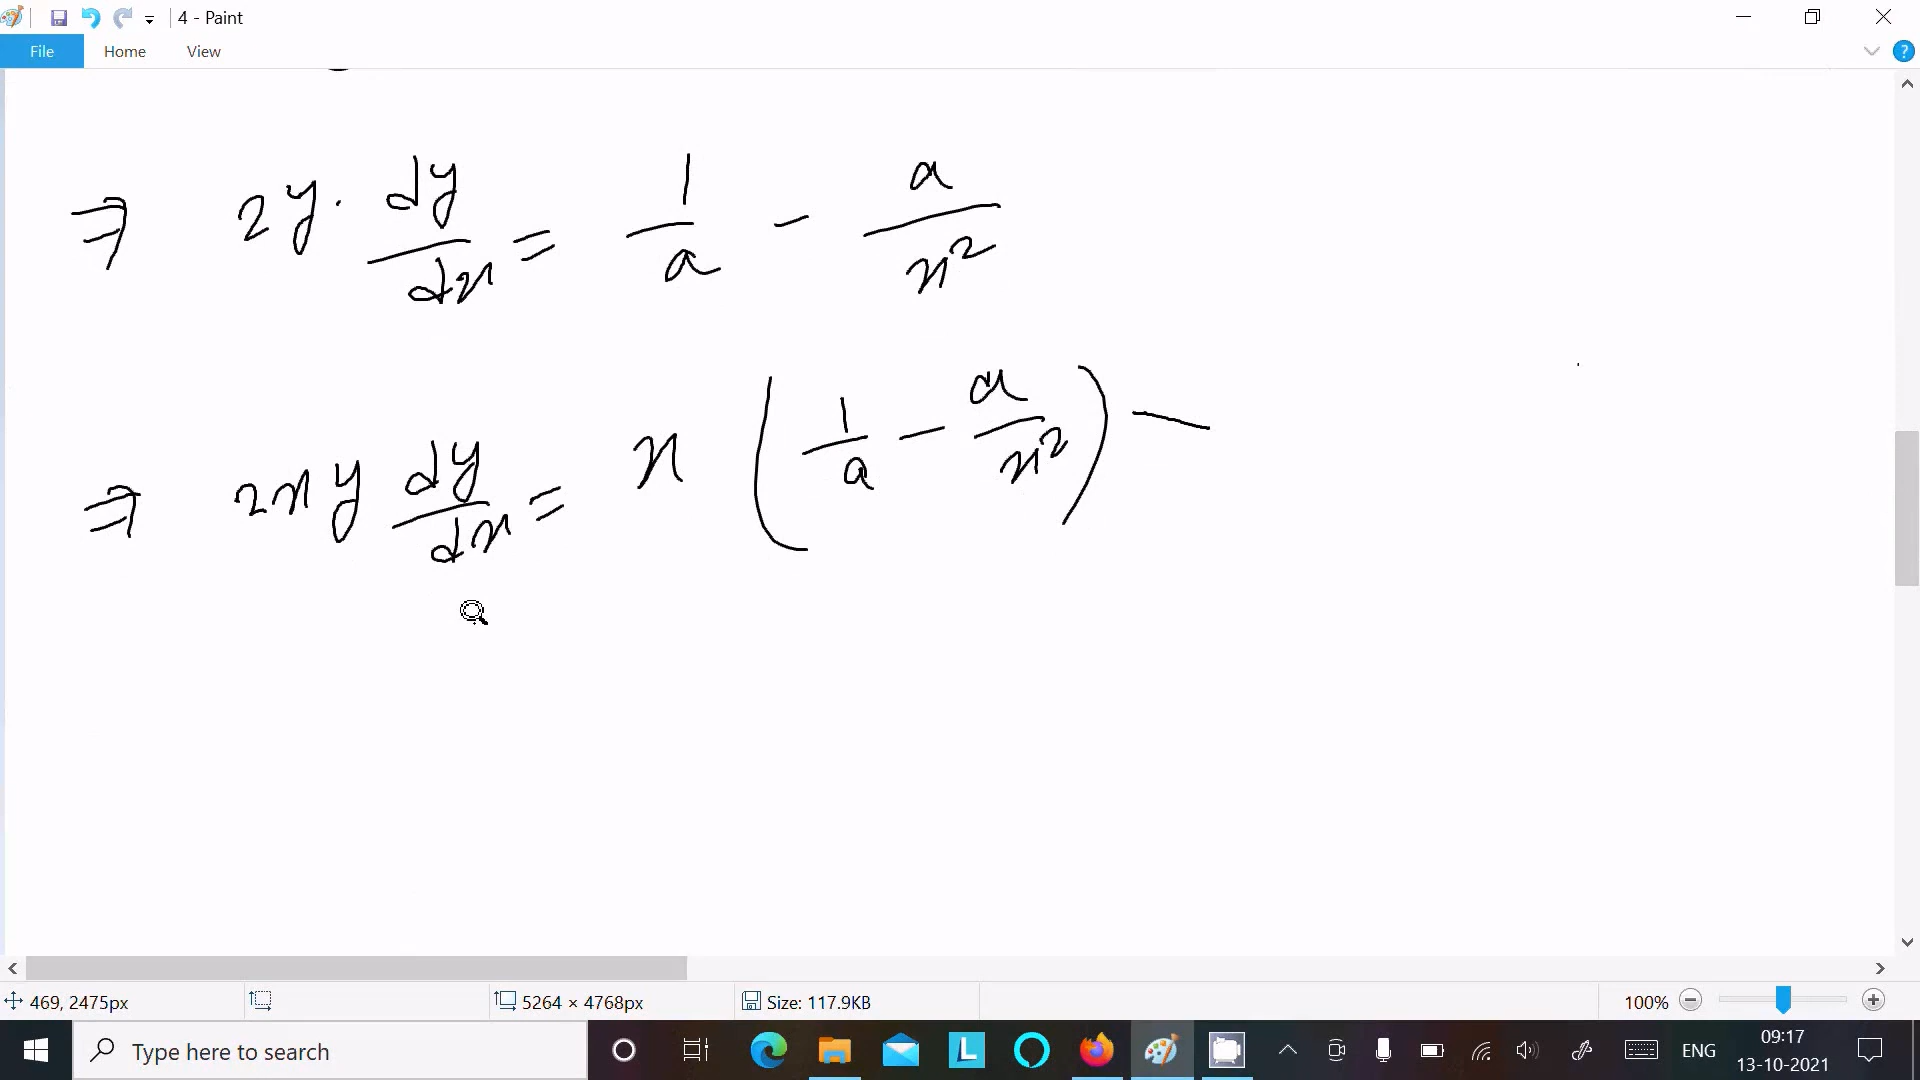 4 - Paint
File Home View
⇒ 2y · dy/dx = 1/a - a/x²
⇒ 2xy dy/dx = x (1/a - a/x²) —
469, 2475px 5264 × 4768px Size: 117.9KB 100%
Type here to search L ENG 09:17
13-10-2021